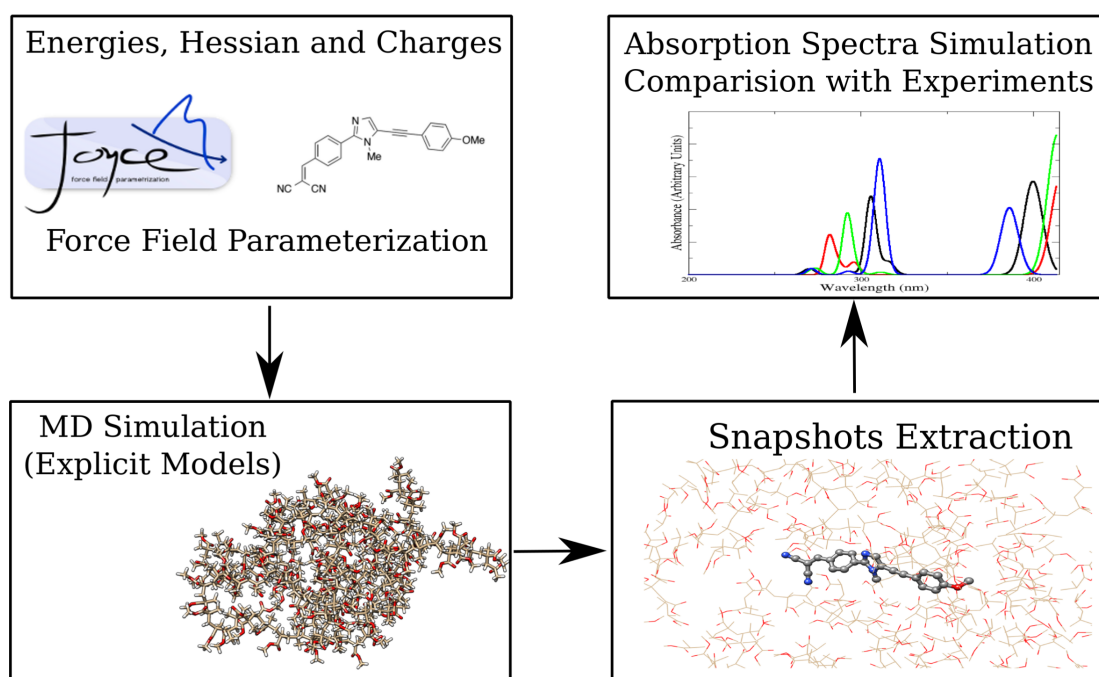 Energies, Hessian and Charges
Joyce
force field parametrization
N
N
Me
OMe
NC
CN
Force Field Parameterization
Absorption Spectra Simulation
Comparision with Experiments
Absorbance (Arbitrary Units)
200
300
400
Wavelength (nm)
MD Simulation
(Explicit Models)
Snapshots Extraction